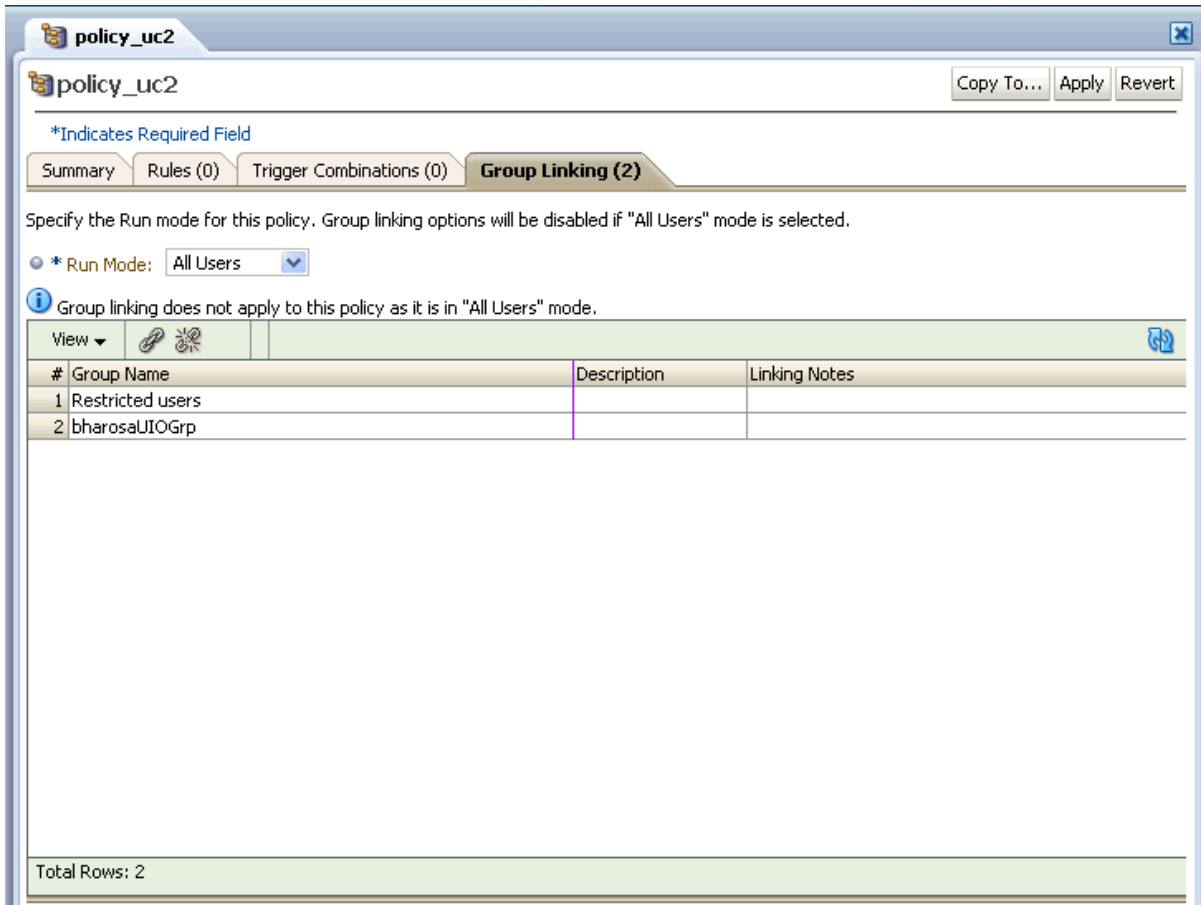 policy_uc2
policy_uc2 Copy To... Apply Revert
*Indicates Required Field
Summary Rules (0) Trigger Combinations (0) Group Linking (2)
Specify the Run mode for this policy. Group linking options will be disabled if "All Users" mode is selected.
* Run Mode: All Users
Group linking does not apply to this policy as it is in "All Users" mode.
View
# Group Name Description Linking Notes
1 Restricted users
2 bharosaUIOGrp
Total Rows: 2